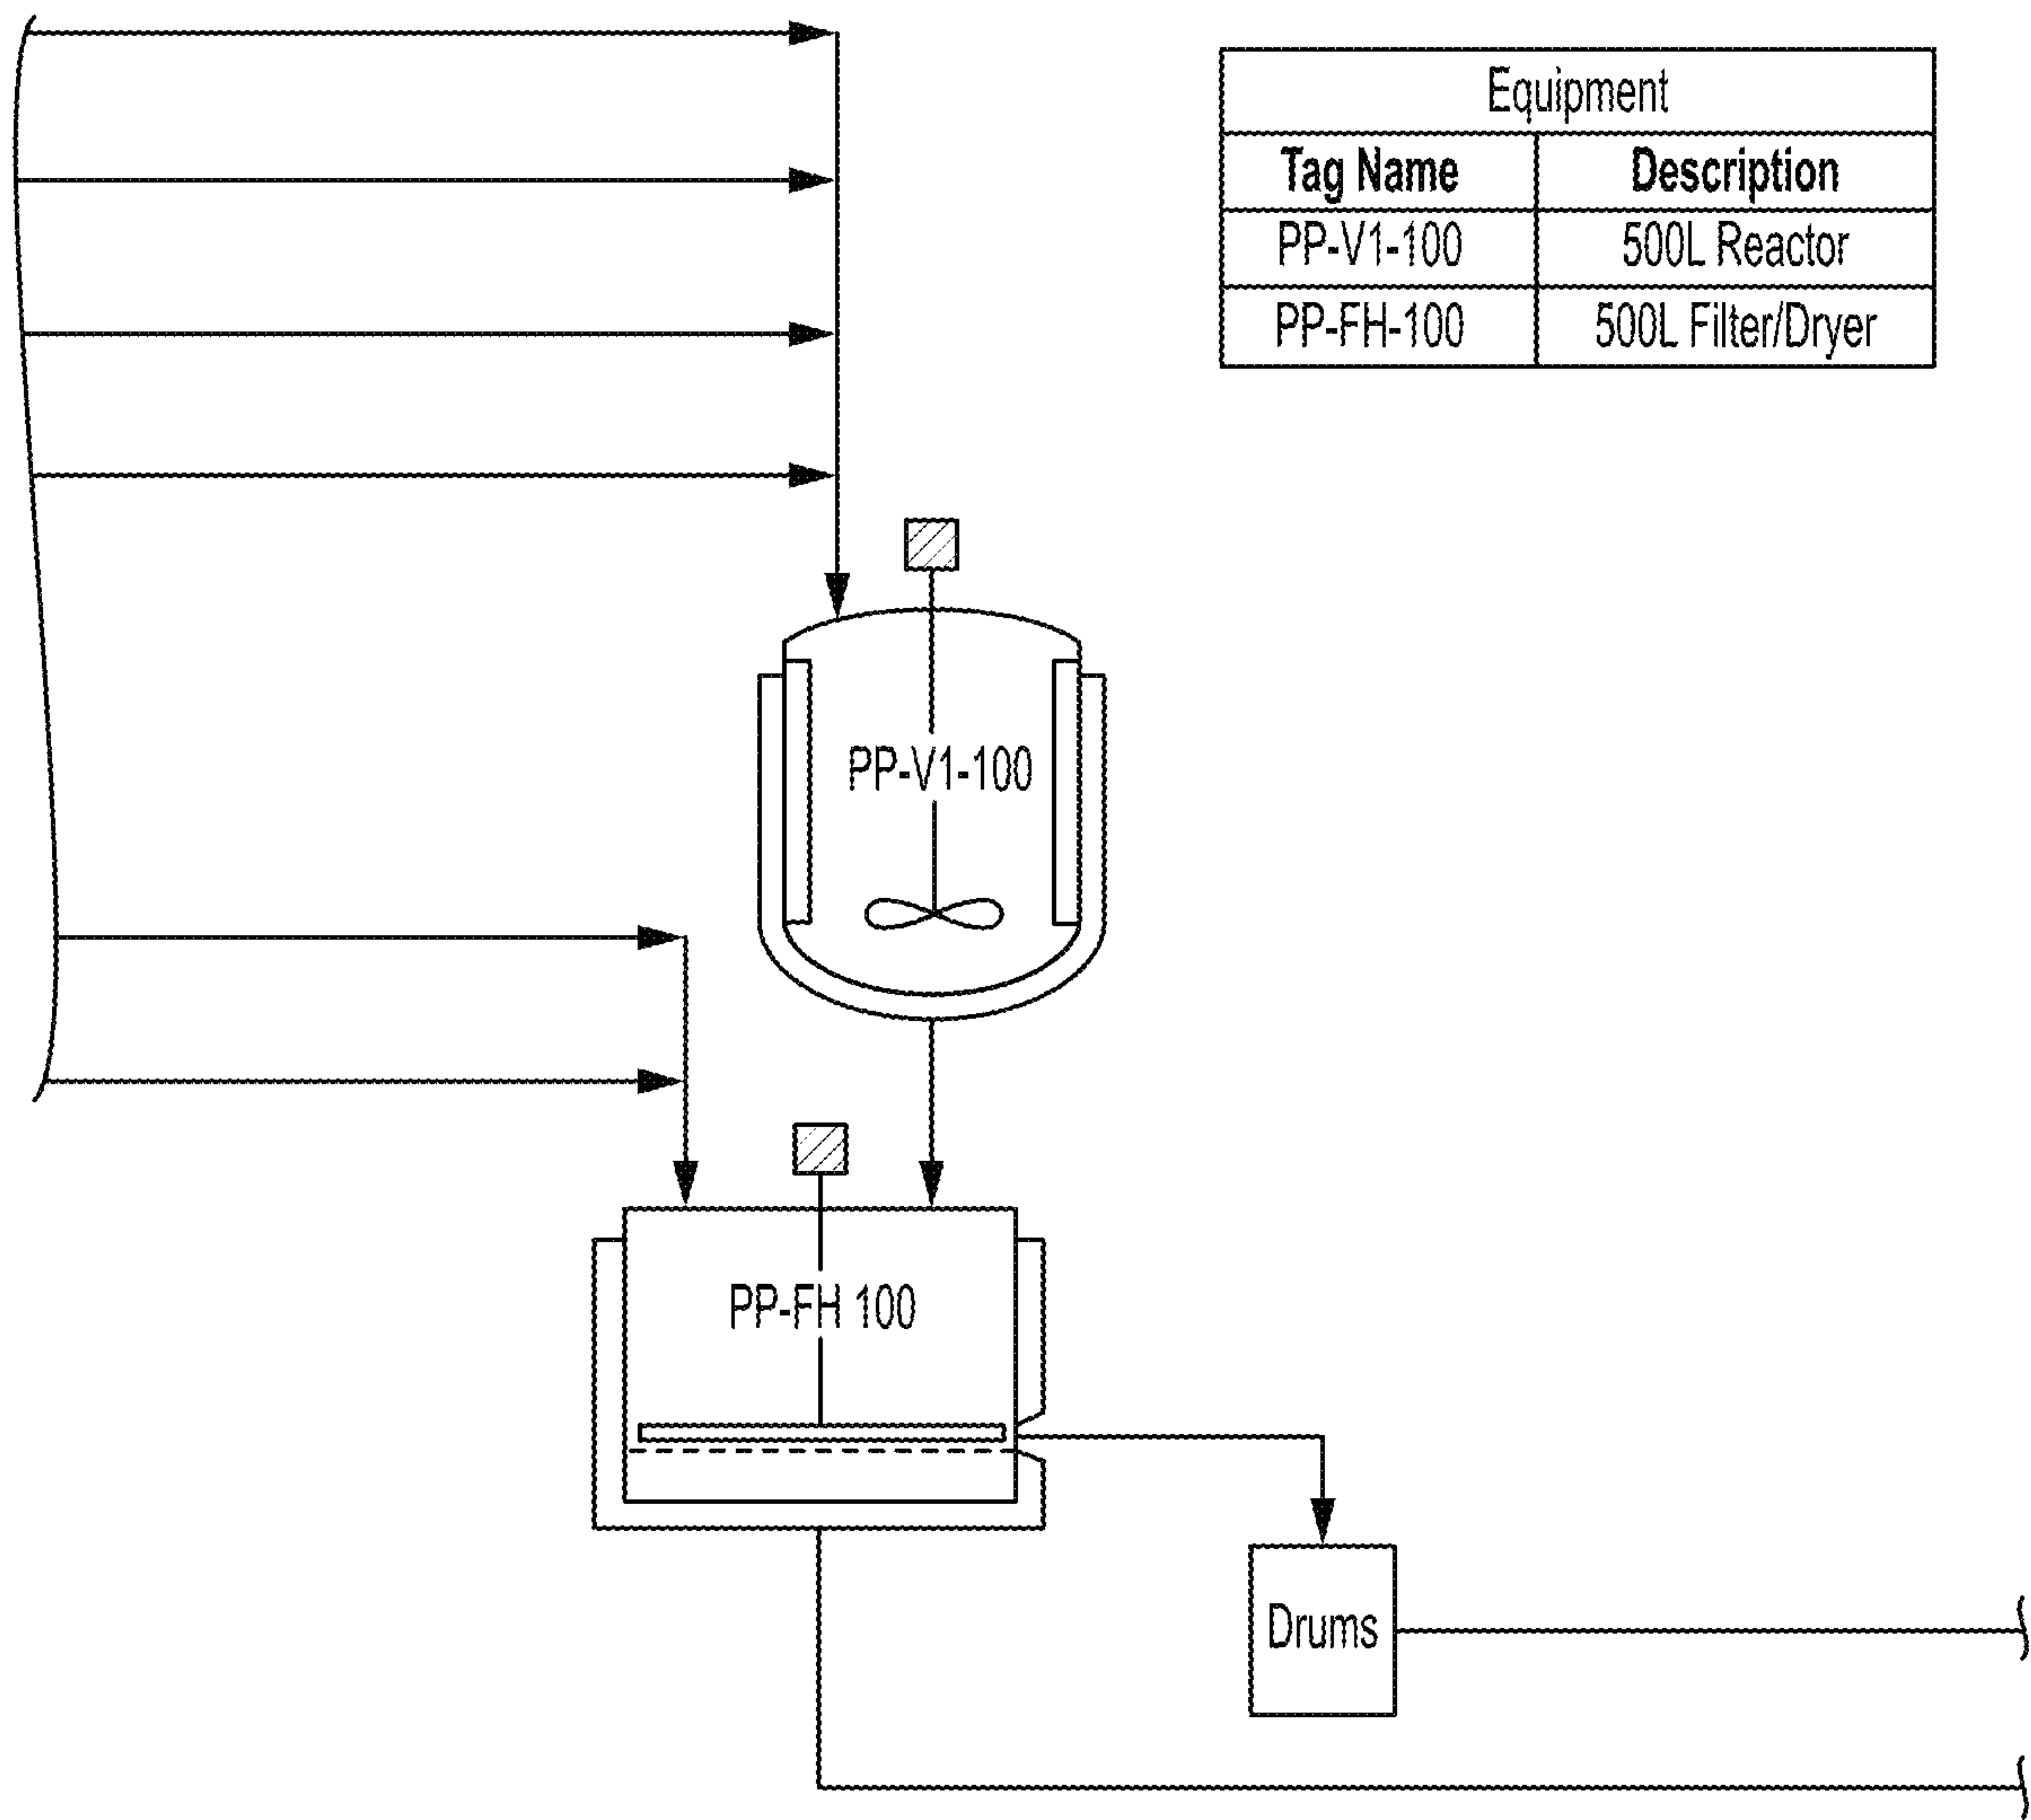 Equipment
Tag Name Description
PP-V1-100 500L Reactor
PP-FH-100 500L Filter/Dryer
PP-V1-100
PP-FH 100
Drums